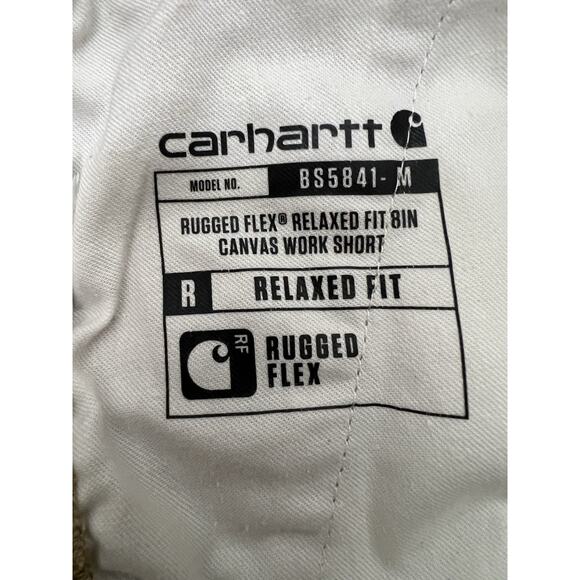 carhartt
MODEL NO. BS5841-M
RUGGED FLEX® RELAXED FIT 8IN
CANVAS WORK SHORT
R RELAXED FIT
RF RUGGED
FLEX